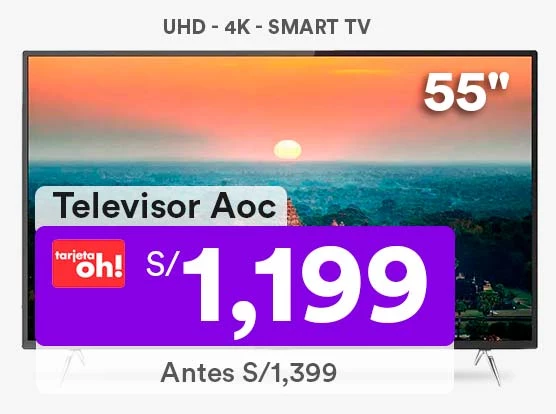 UHD - 4K - SMART TV
55"
Televisor Aoc
tarjeta
oh!
S/1,199
Antes S/1,399